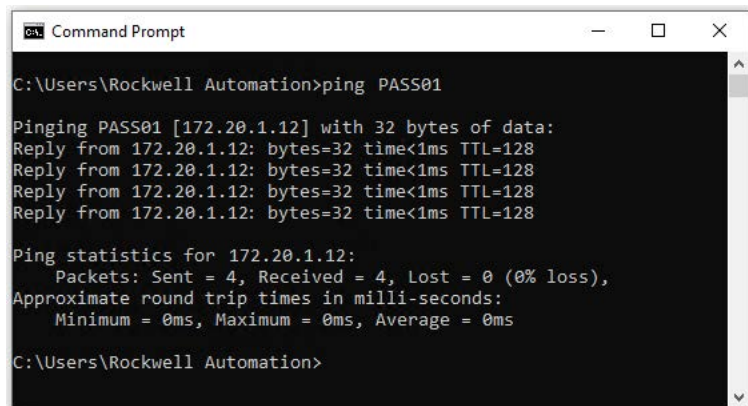 Command Prompt
C:\Users\Rockwell Automation>ping PASS01
Pinging PASS01 [172.20.1.12] with 32 bytes of data:
Reply from 172.20.1.12: bytes=32 time<1ms TTL=128
Reply from 172.20.1.12: bytes=32 time<1ms TTL=128
Reply from 172.20.1.12: bytes=32 time<1ms TTL=128
Reply from 172.20.1.12: bytes=32 time<1ms TTL=128
Ping statistics for 172.20.1.12:
    Packets: Sent = 4, Received = 4, Lost = 0 (0% loss),
Approximate round trip times in milli-seconds:
    Minimum = 0ms, Maximum = 0ms, Average = 0ms
C:\Users\Rockwell Automation>